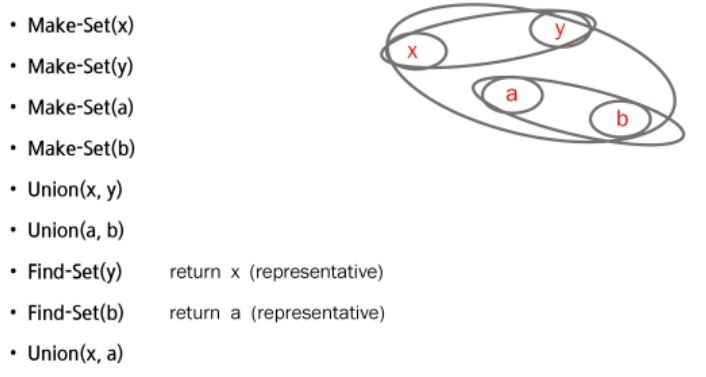 • Make-Set(x)
• Make-Set(y)
• Make-Set(a)
• Make-Set(b)
• Union(x, y)
• Union(a, b)
• Find-Set(y) return x (representative)
• Find-Set(b) return a (representative)
• Union(x, a)
x
y
a
b